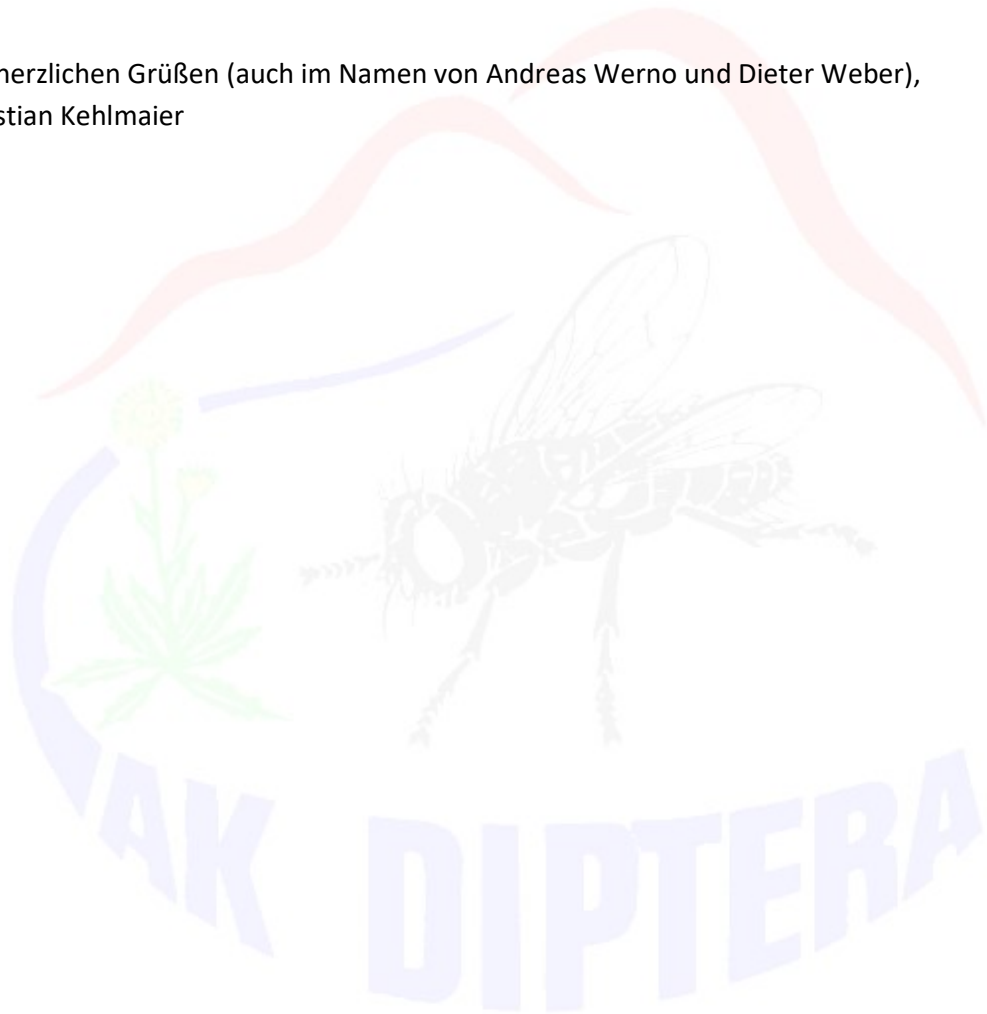 herzlichen Grüßen (auch im Namen von Andreas Werno und Dieter Weber),
stian Kehlmaier
AK DIPTERA